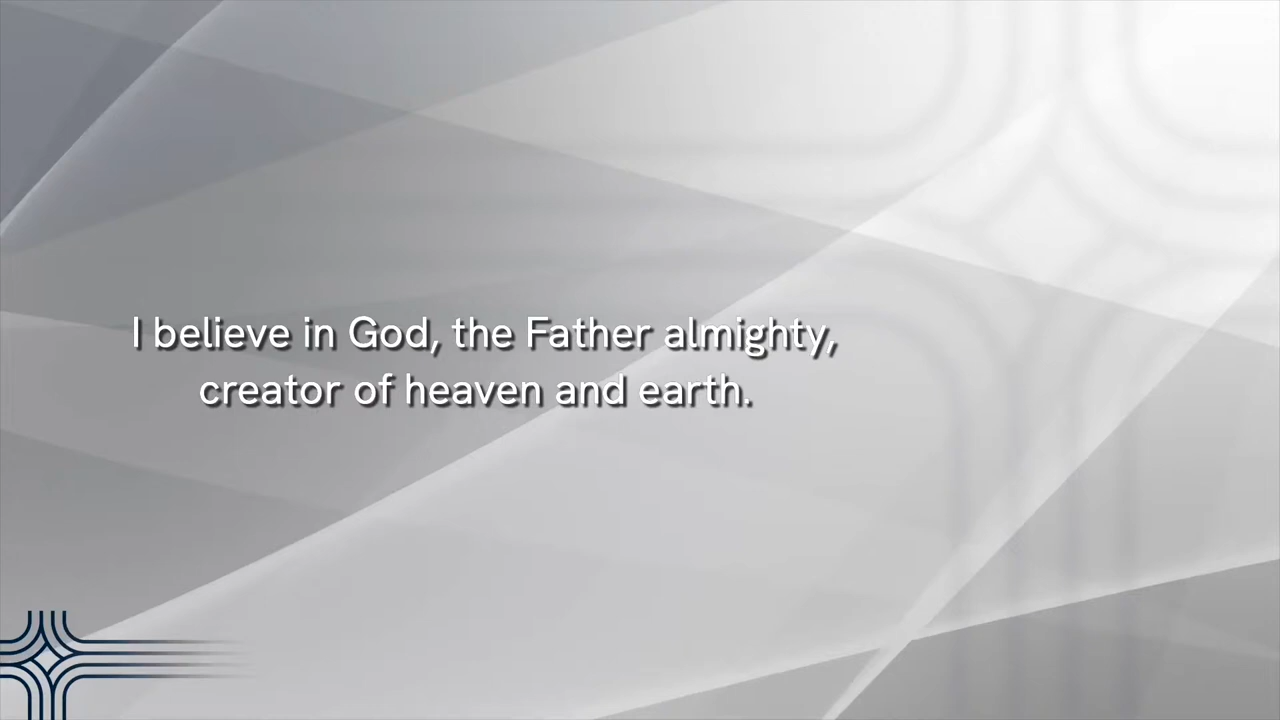 I believe in God, the Father almighty,
creator of heaven and earth.